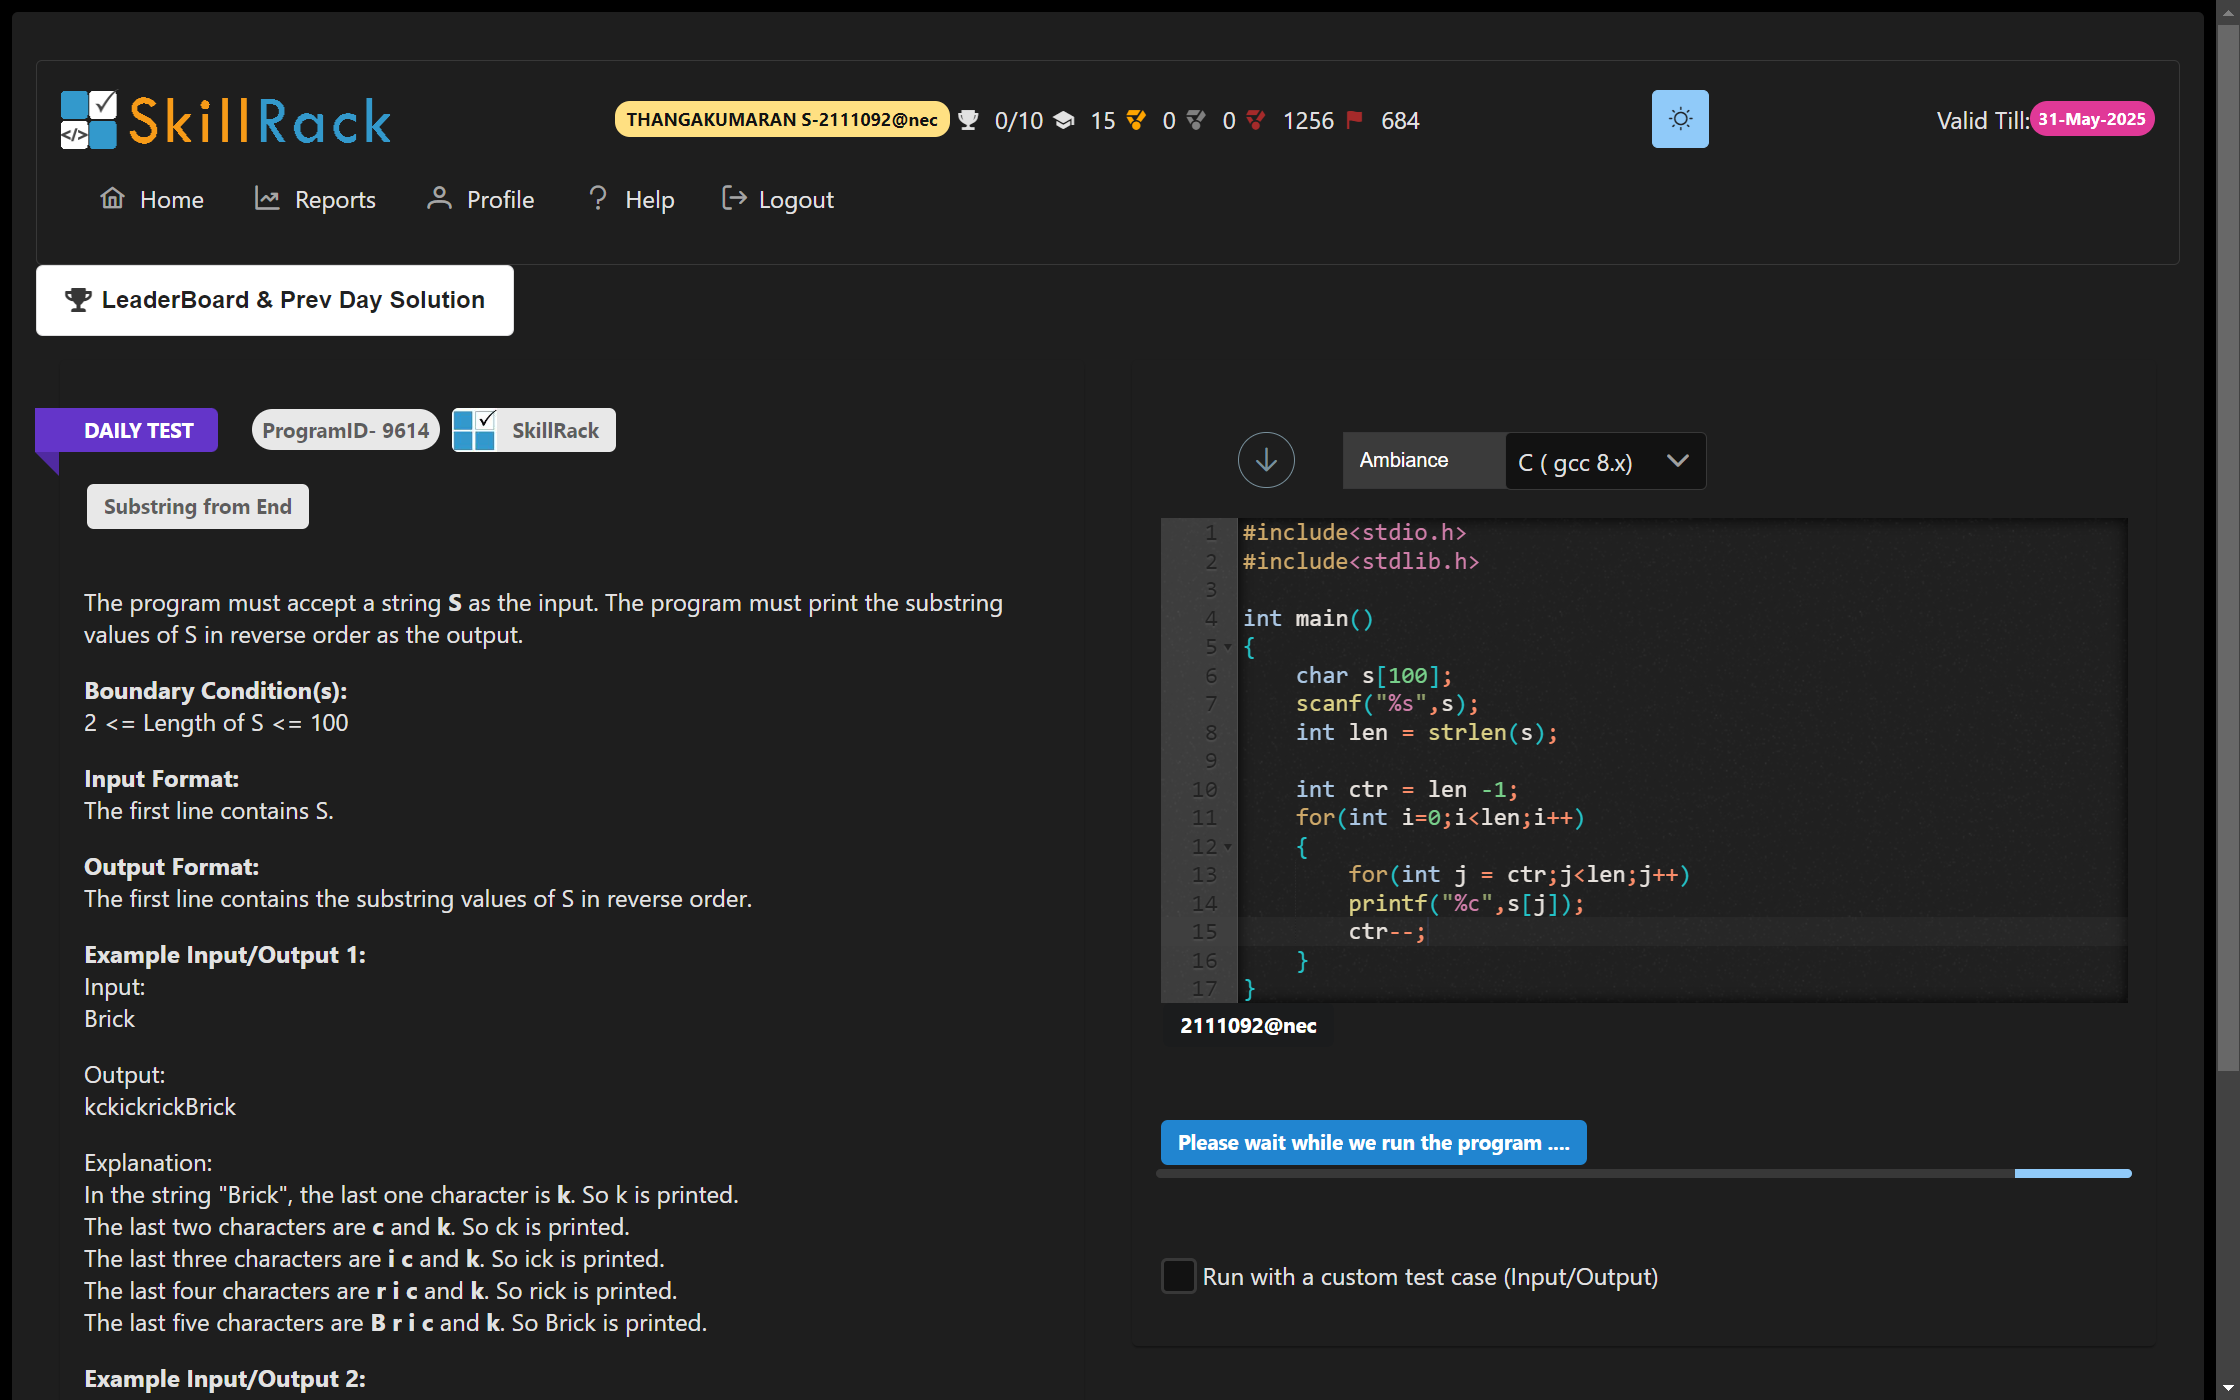 SkillRack
THANGAKUMARAN S-2111092@nec 0/10 15 0 0 1256 684
Valid Till: 31-May-2025
Home Reports Profile Help Logout
LeaderBoard & Prev Day Solution
DAILY TEST ProgramID- 9614 SkillRack
Substring from End
The program must accept a string S as the input. The program must print the substring
values of S in reverse order as the output.
Boundary Condition(s):
2 <= Length of S <= 100
Input Format:
The first line contains S.
Output Format:
The first line contains the substring values of S in reverse order.
Example Input/Output 1:
Input:
Brick
Output:
kckickrickBrick
Explanation:
In the string "Brick", the last one character is k. So k is printed.
The last two characters are c and k. So ck is printed.
The last three characters are i c and k. So ick is printed.
The last four characters are r i c and k. So rick is printed.
The last five characters are B r i c and k. So Brick is printed.
Example Input/Output 2:
Ambiance C ( gcc 8.x)
1 #include<stdio.h>
2 #include<stdlib.h>
3
4 int main()
5 {
6 char s[100];
7 scanf("%s",s);
8 int len = strlen(s);
9
10 int ctr = len -1;
11 for(int i=0;i<len;i++)
12 {
13 for(int j = ctr;j<len;j++)
14 printf("%c",s[j]);
15 ctr--;
16 }
17 }
2111092@nec
Please wait while we run the program ....
Run with a custom test case (Input/Output)